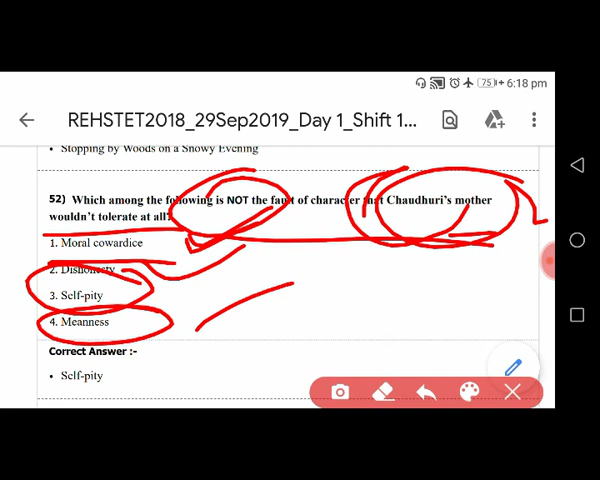 75 + 6:18 pm
REHSTET2018_29Sep2019_Day 1_Shift 1...
• Stopping by Woods on a Snowy Evening
52) Which among the following is NOT the fault of character that Chaudhuri's mother
wouldn't tolerate at all?
1. Moral cowardice
2. Dishonesty
3. Self-pity
4. Meanness
Correct Answer :-
• Self-pity